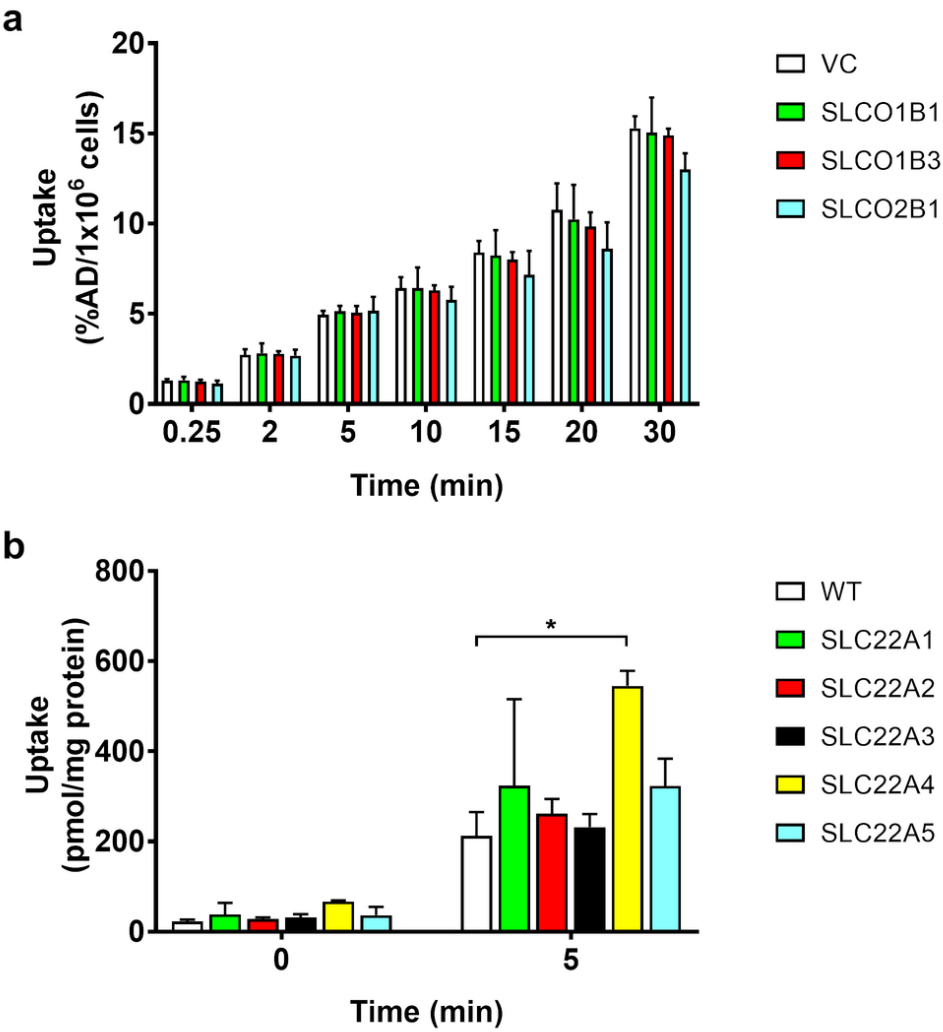 a
Uptake
(%AD/1x10⁶ cells)
20
15
10
5
0
0.25 2 5 10 15 20 30
Time (min)
VC
SLCO1B1
SLCO1B3
SLCO2B1
b
Uptake
(pmol/mg protein)
800
600
400
200
0
*
0 5
Time (min)
WT
SLC22A1
SLC22A2
SLC22A3
SLC22A4
SLC22A5